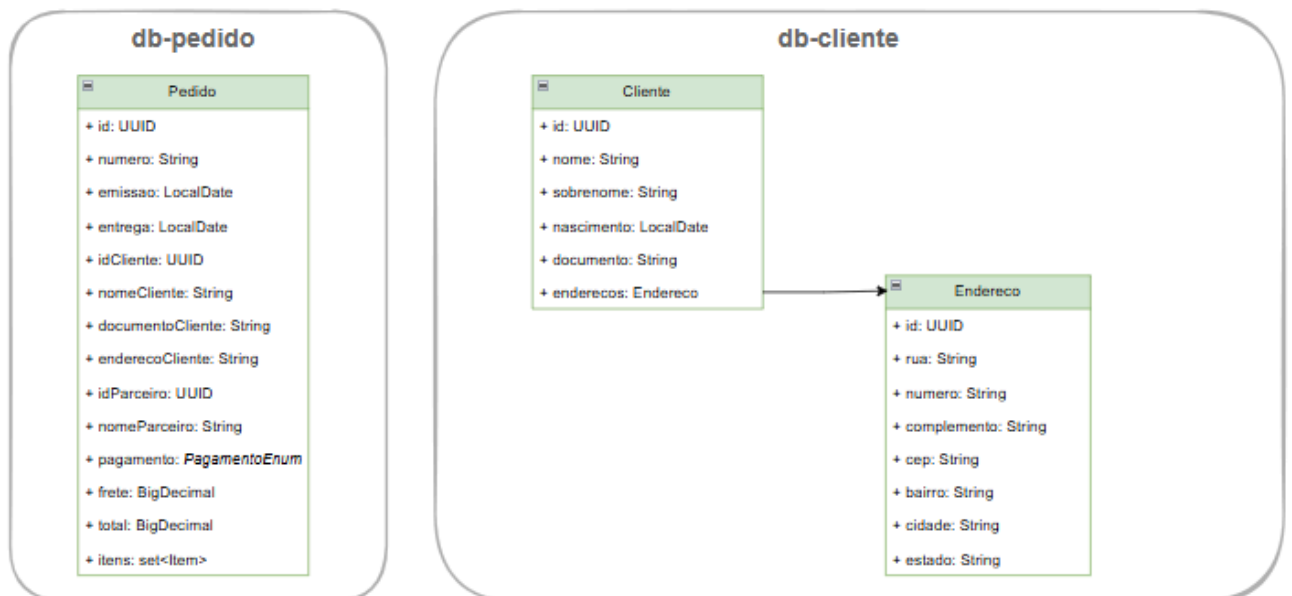 db-pedido
Pedido
+ id: UUID
+ numero: String
+ emissao: LocalDate
+ entrega: LocalDate
+ idCliente: UUID
+ nomeCliente: String
+ documentoCliente: String
+ enderecoCliente: String
+ idParceiro: UUID
+ nomeParceiro: String
+ pagamento: PagamentoEnum
+ frete: BigDecimal
+ total: BigDecimal
+ itens: set<Item>
db-cliente
Cliente
+ id: UUID
+ nome: String
+ sobrenome: String
+ nascimento: LocalDate
+ documento: String
+ enderecos: Endereco
Endereco
+ id: UUID
+ rua: String
+ numero: String
+ complemento: String
+ cep: String
+ bairro: String
+ cidade: String
+ estado: String